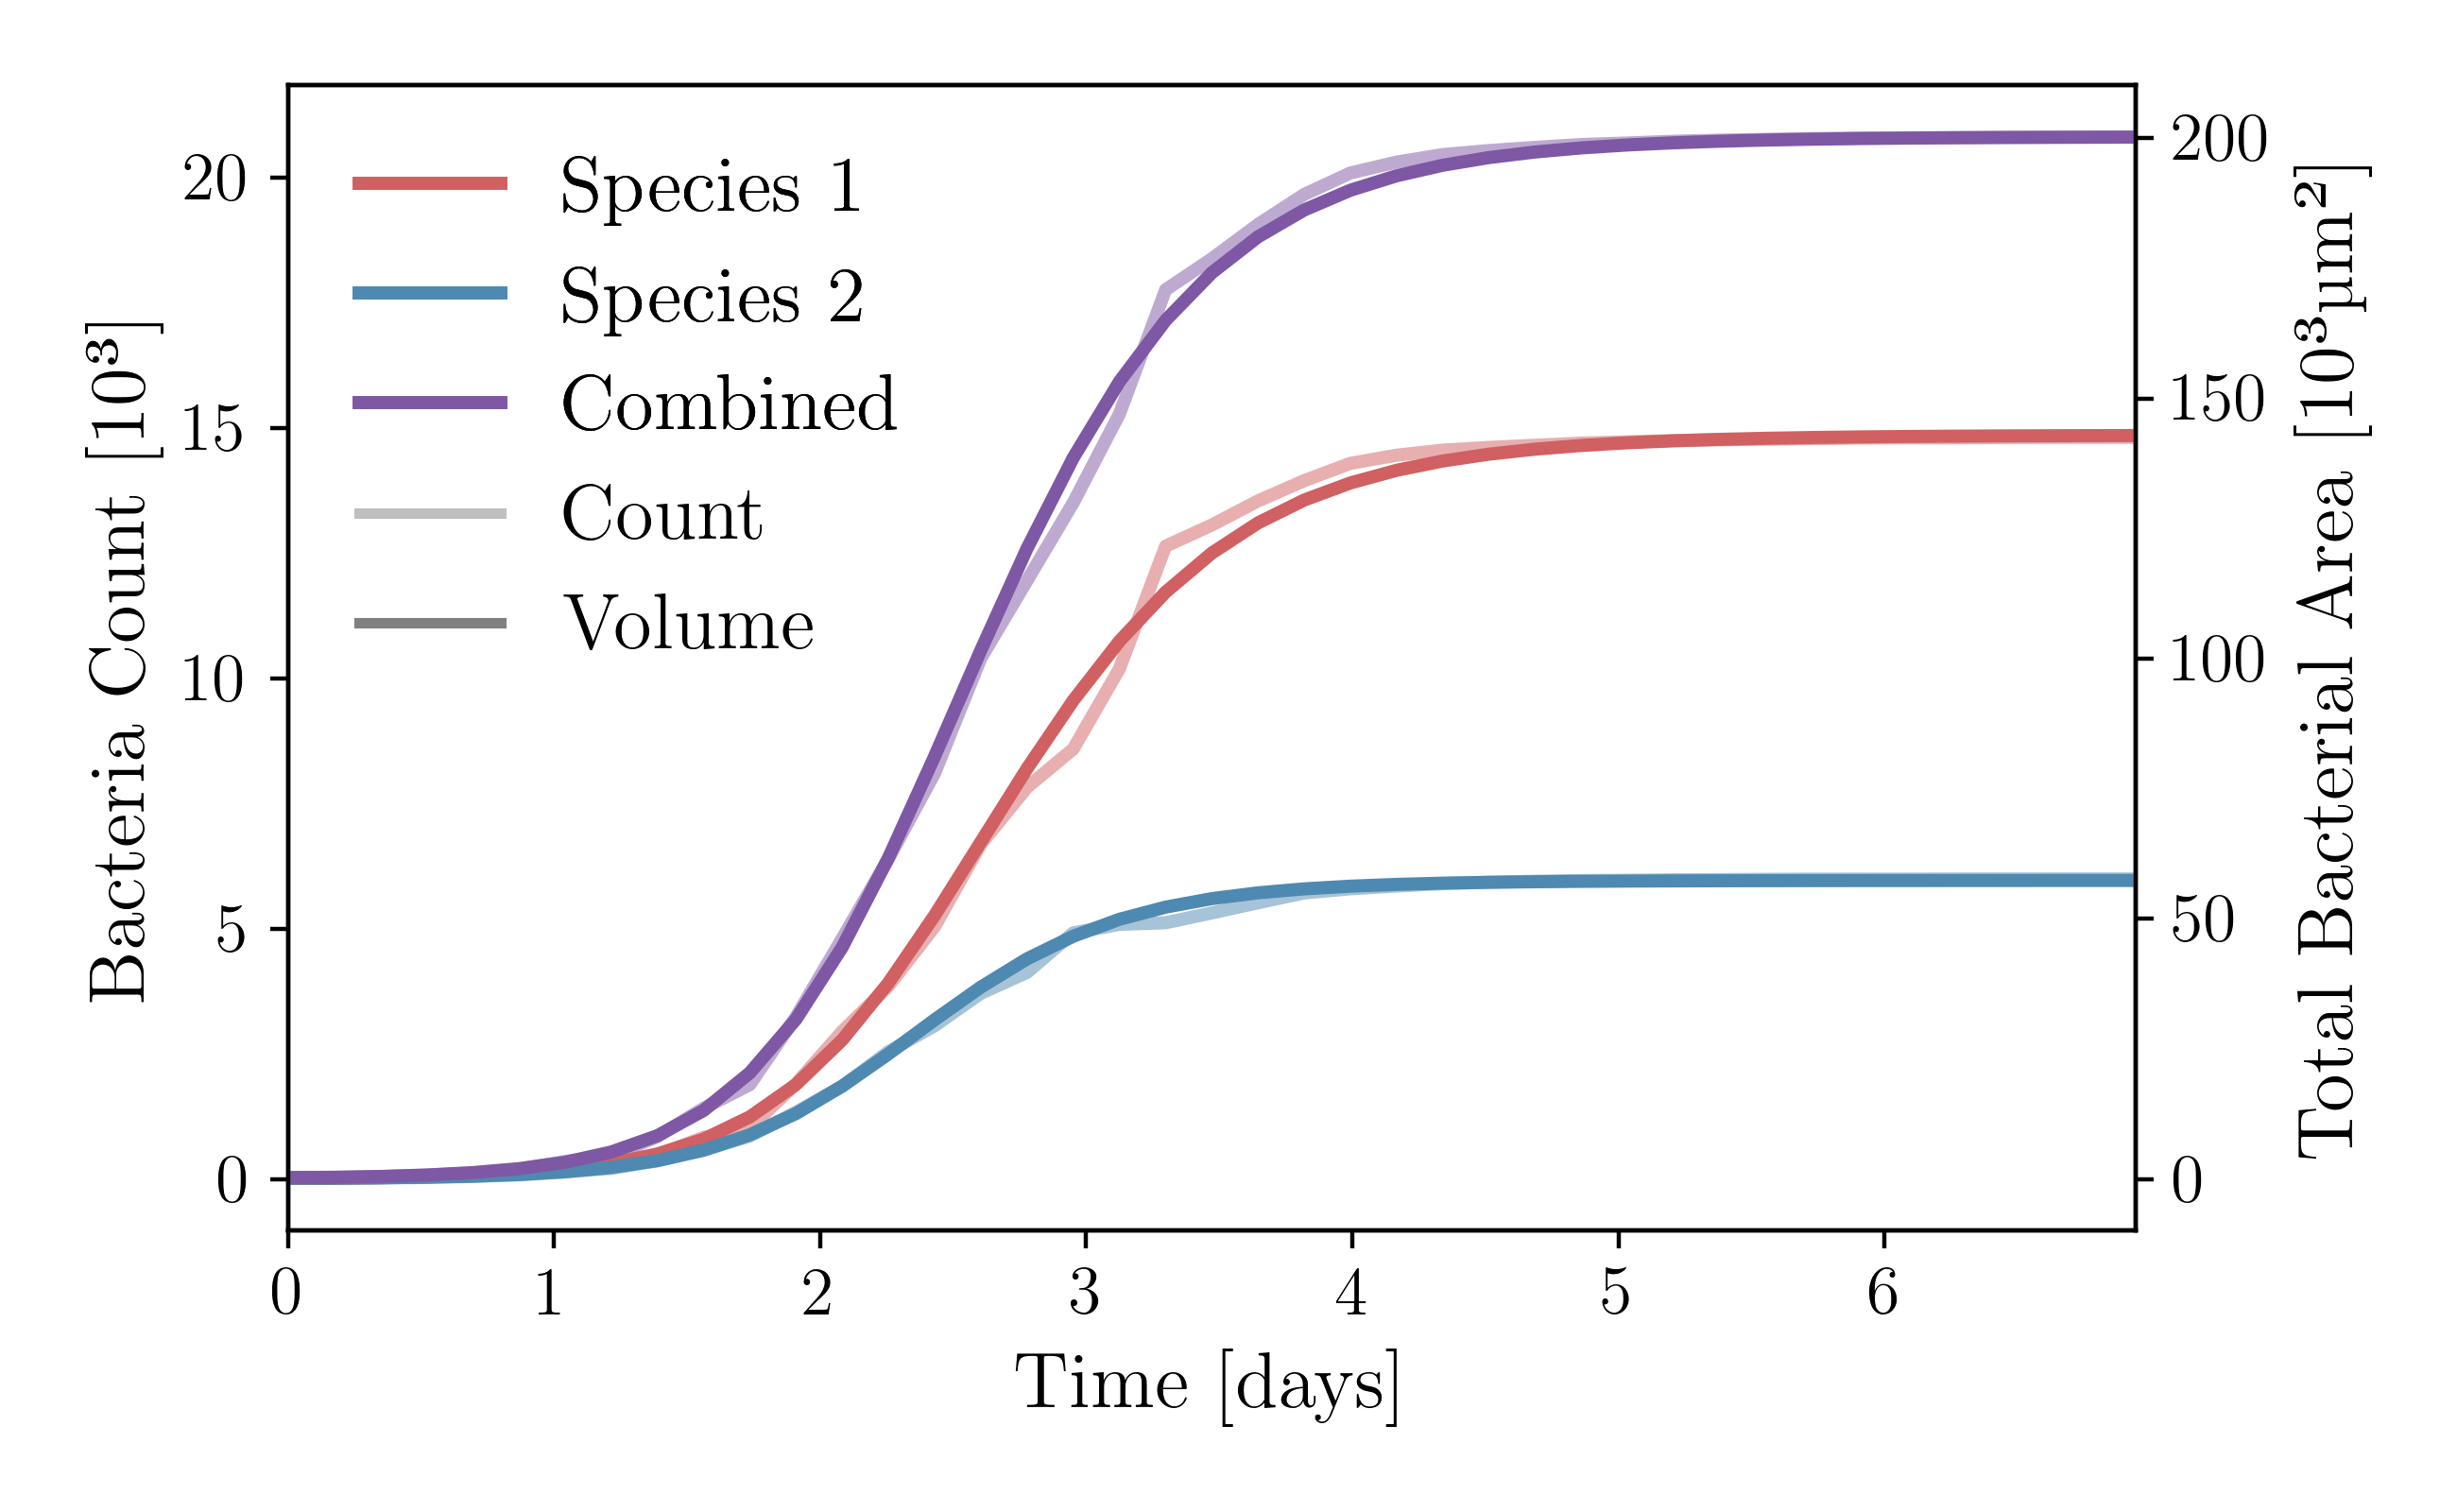 Bacteria Count [10³]
20
15
10
5
0
Species 1
Species 2
Combined
Count
Volume
200
150
100
50
0
Total Bacterial Area [10³µm²]
0 1 2 3 4 5 6
Time [days]